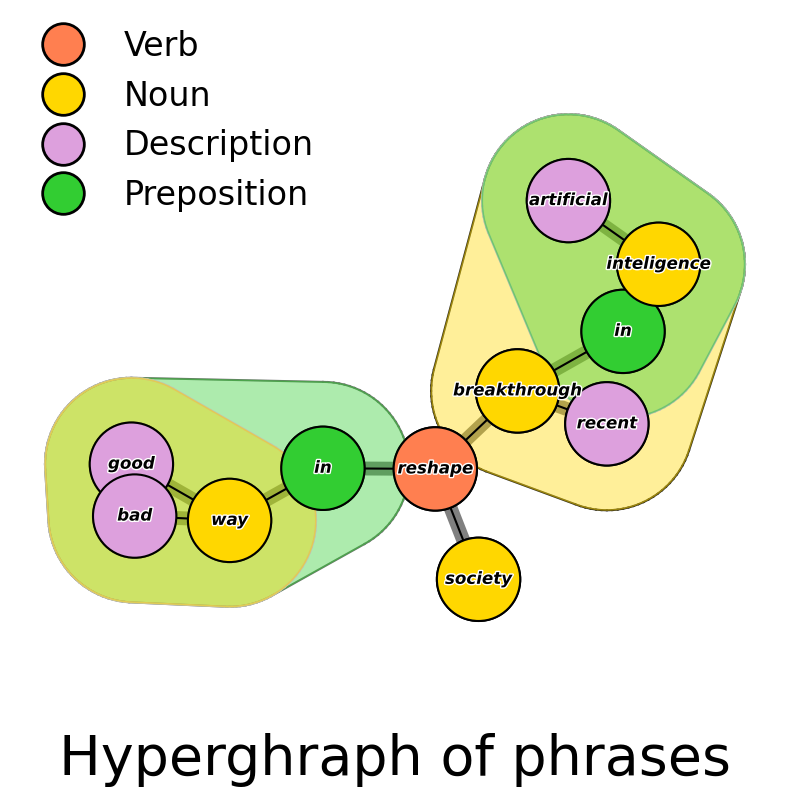 Verb
Noun
Description
Preposition
artificial
inteligence
in
breakthrough
recent
good
in
reshape
bad
way
society
Hyperghraph of phrases